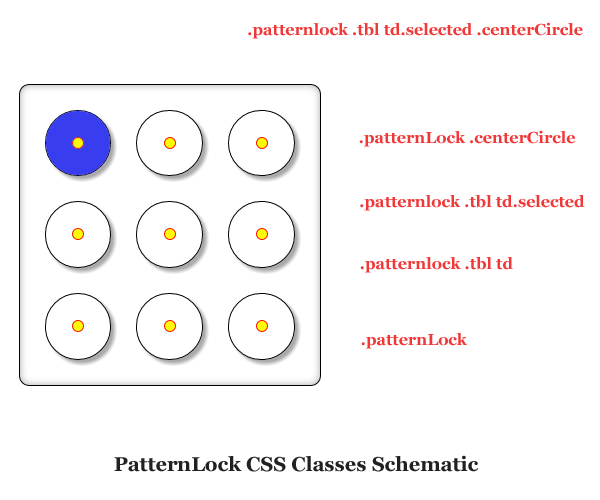 .patternlock .tbl td.selected .centerCircle
.patternLock .centerCircle
.patternlock .tbl td.selected
.patternlock .tbl td
.patternLock
PatternLock CSS Classes Schematic